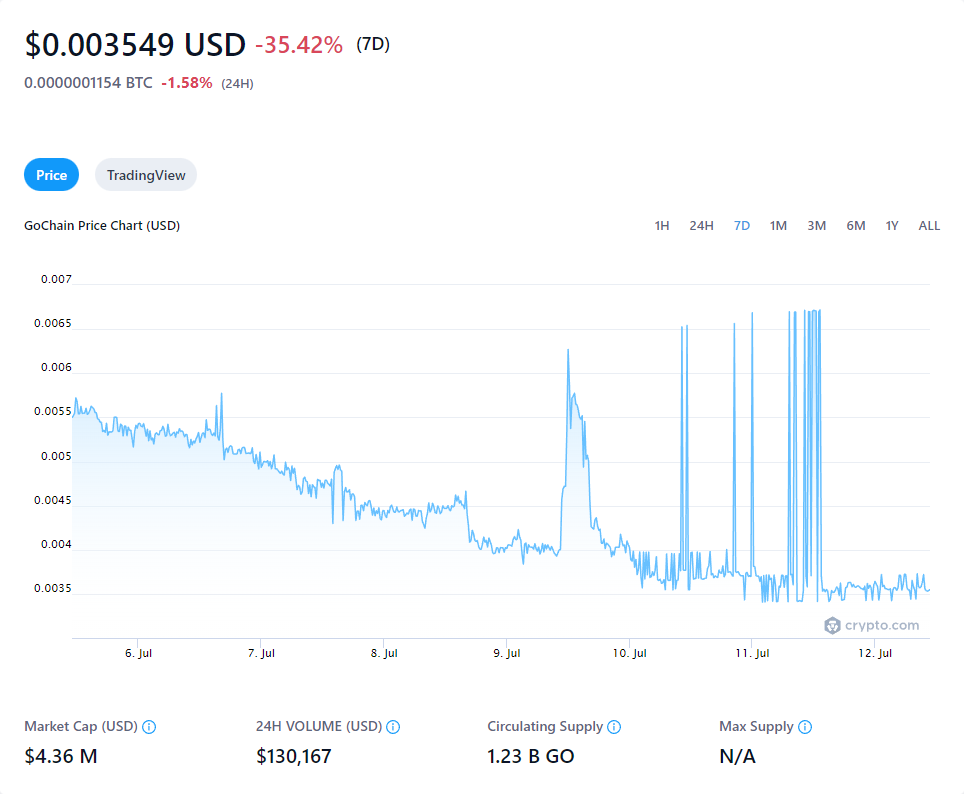 $0.003549 USD -35.42% (7D)
0.0000001154 BTC -1.58% (24H)
Price TradingView
GoChain Price Chart (USD) 1H 24H 7D 1M 3M 6M 1Y ALL
0.007
0.0065
0.006
0.0055
0.005
0.0045
0.004
0.0035
crypto.com
6. Jul 7. Jul 8. Jul 9. Jul 10. Jul 11. Jul 12. Jul
Market Cap (USD) 24H VOLUME (USD) Circulating Supply Max Supply
$4.36 M $130,167 1.23 B GO N/A